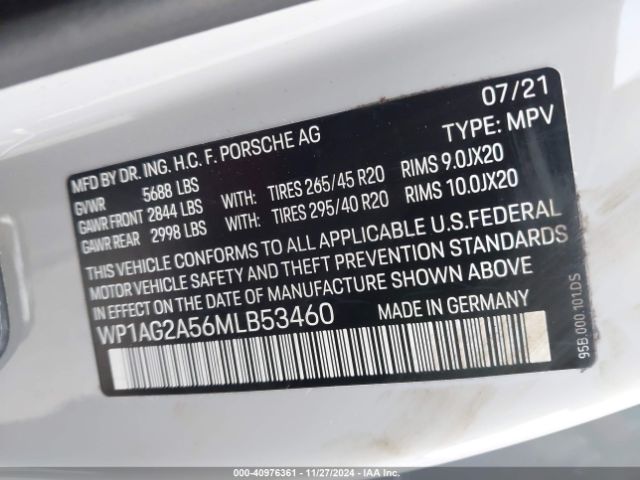 07/21
MFD BY DR. ING. H.C. F. PORSCHE AG TYPE: MPV
GVWR 5688 LBS
GAWR FRONT 2844 LBS WITH: TIRES 265/45 R20 RIMS 9.0JX20
GAWR REAR 2998 LBS WITH: TIRES 295/40 R20 RIMS 10.0JX20
THIS VEHICLE CONFORMS TO ALL APPLICABLE U.S.FEDERAL
MOTOR VEHICLE SAFETY AND THEFT PREVENTION STANDARDS
IN EFFECT ON THE DATE OF MANUFACTURE SHOWN ABOVE
WP1AG2A56MLB53460 MADE IN GERMANY
95B.000.101.DS
000-40976361 - 11/27/2024 - IAA Inc.